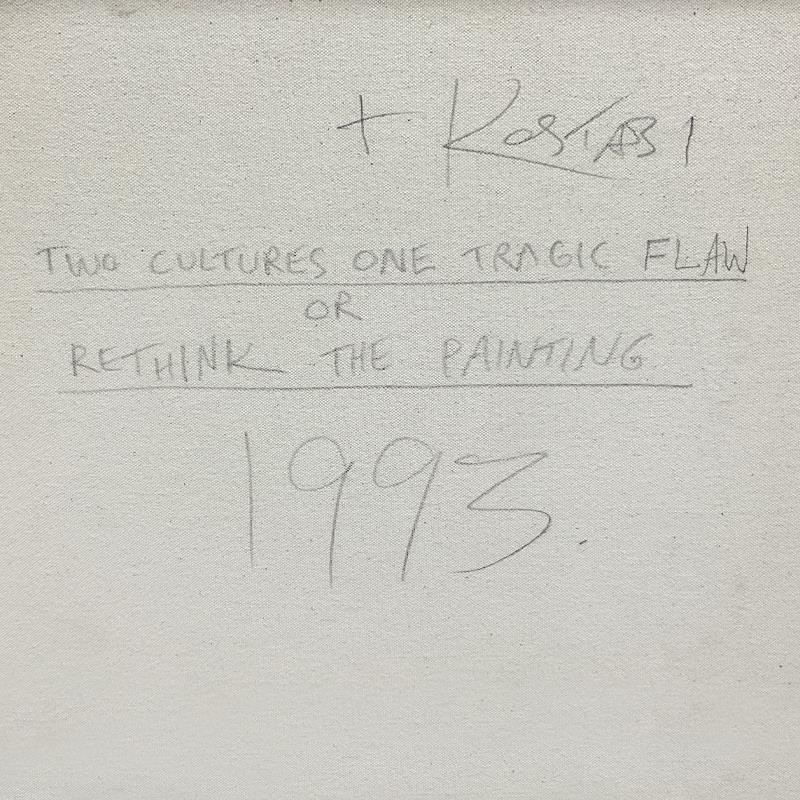 + KOSTABI
TWO CULTURES ONE TRAGIC FLAW
OR
RETHINK THE PAINTING
1993.